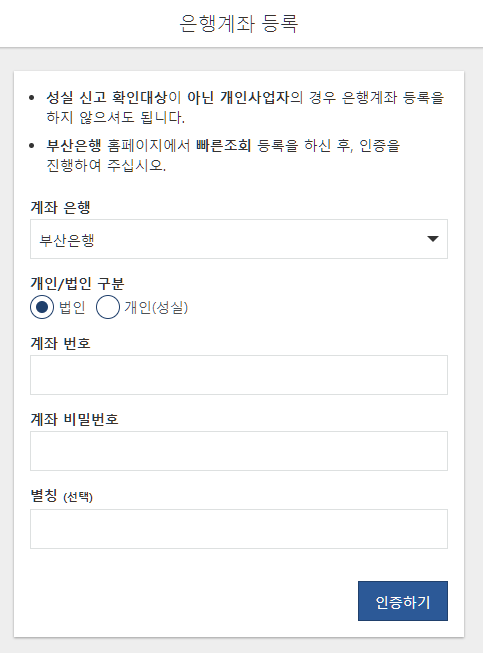 은행계좌 등록
성실 신고 확인대상이 아닌 개인사업자의 경우 은행계좌 등록을
하지 않으셔도 됩니다.
부산은행 홈페이지에서 빠른조회 등록을 하신 후, 인증을
진행하여 주십시오.
계좌 은행
부산은행
개인/법인 구분
법인 개인(성실)
계좌 번호
계좌 비밀번호
별칭 (선택)
인증하기